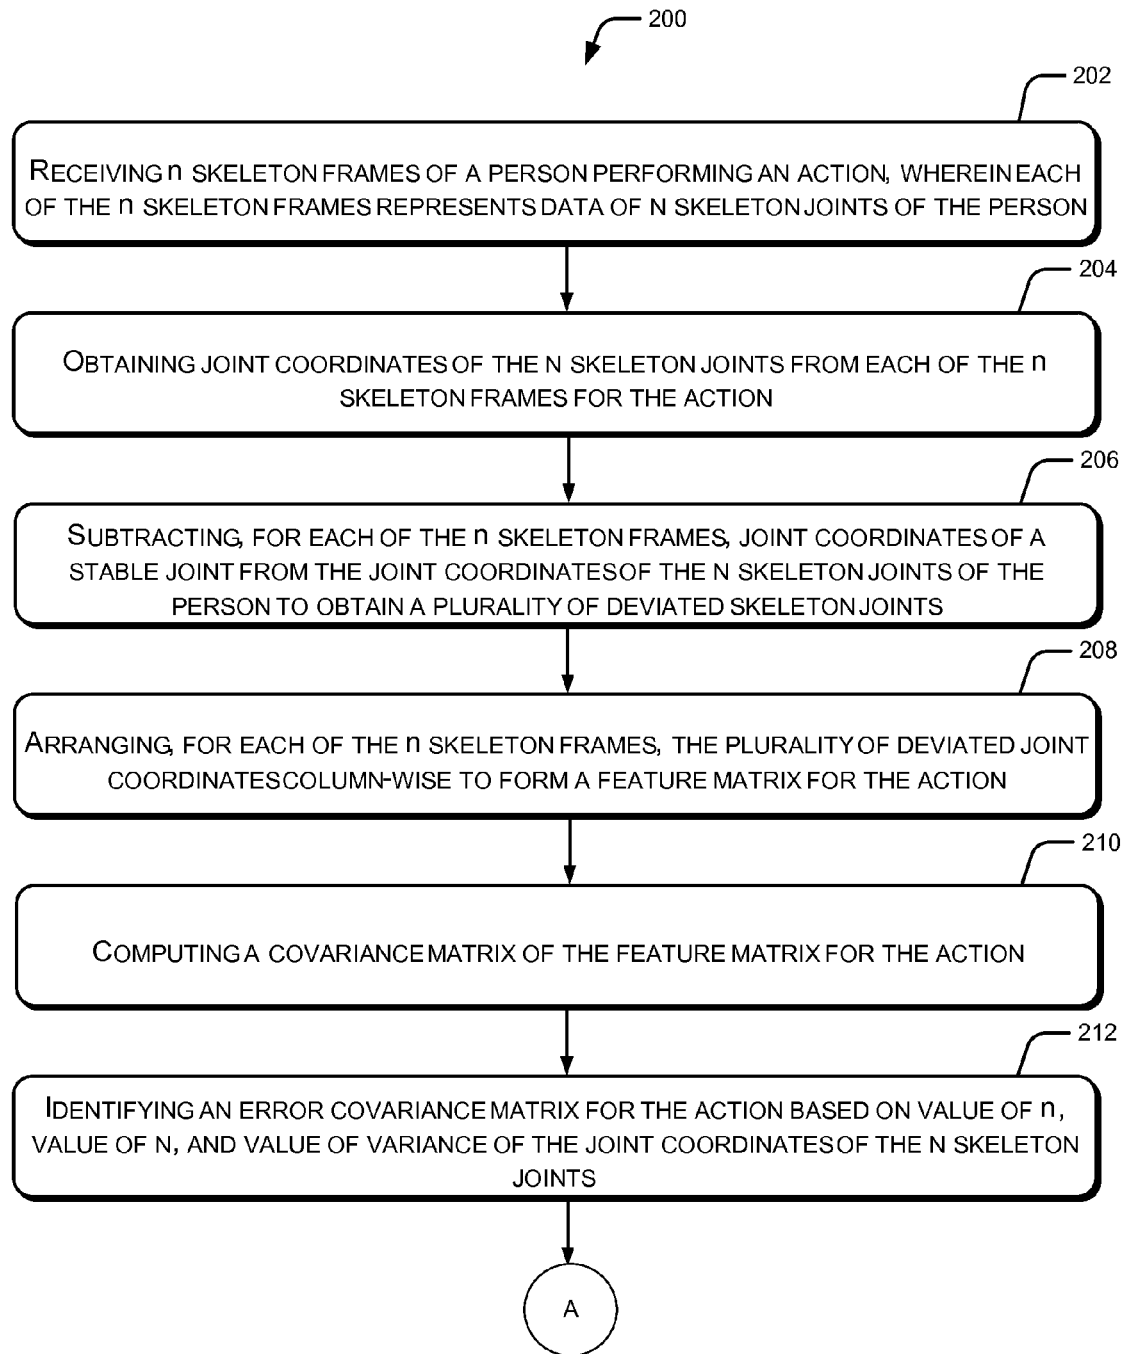 200
202
RECEIVING n SKELETON FRAMES OF A PERSON PERFORMING AN ACTION, WHEREIN EACH
OF THE n SKELETON FRAMES REPRESENTS DATA OF N SKELETON JOINTS OF THE PERSON
204
OBTAINING JOINT COORDINATES OF THE N SKELETON JOINTS FROM EACH OF THE n
SKELETON FRAMES FOR THE ACTION
206
SUBTRACTING, FOR EACH OF THE n SKELETON FRAMES, JOINT COORDINATES OF A
STABLE JOINT FROM THE JOINT COORDINATES OF THE N SKELETON JOINTS OF THE
PERSON TO OBTAIN A PLURALITY OF DEVIATED SKELETON JOINTS
208
ARRANGING, FOR EACH OF THE n SKELETON FRAMES, THE PLURALITY OF DEVIATED JOINT
COORDINATES COLUMN-WISE TO FORM A FEATURE MATRIX FOR THE ACTION
210
COMPUTING A COVARIANCE MATRIX OF THE FEATURE MATRIX FOR THE ACTION
212
IDENTIFYING AN ERROR COVARIANCE MATRIX FOR THE ACTION BASED ON VALUE OF n,
VALUE OF N, AND VALUE OF VARIANCE OF THE JOINT COORDINATES OF THE N SKELETON
JOINTS
A